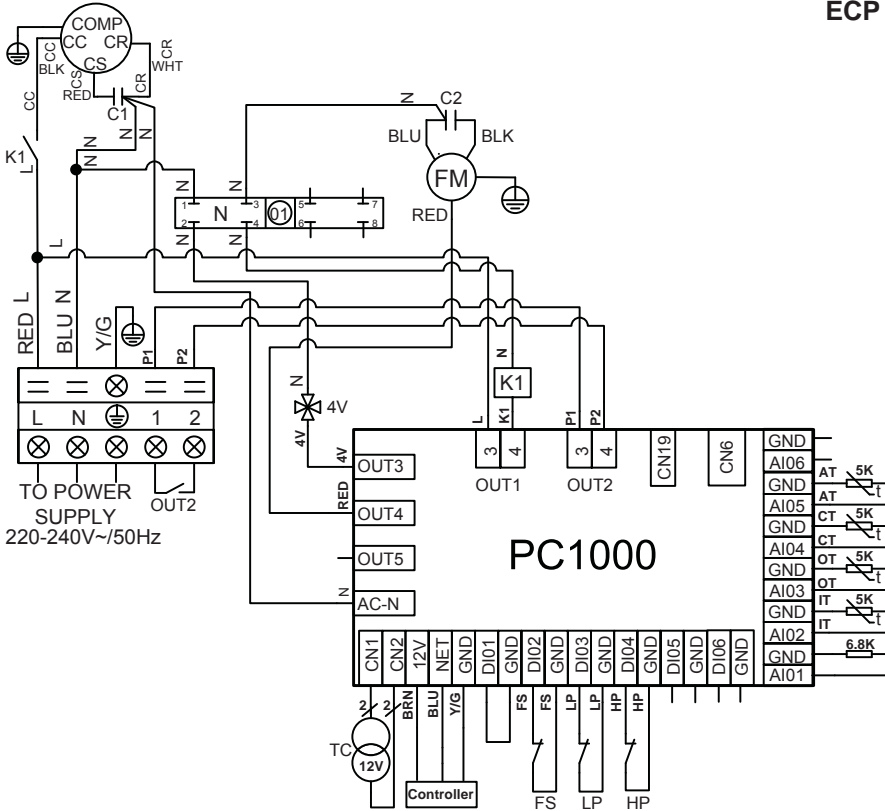 ECP
COMP
CC CR
CS
CC
BLK
CS
RED
CR
CR
WHT
C1
CC
K1
L
N
N
N
N
N
N
N
C2
BLU
BLK
FM
RED
1
2
N
3
4
01
5
6
7
8
N
N
L
RED L
BLU N
Y/G
P1
P2
L N 1 2
TO POWER
SUPPLY
220-240V~/50Hz
OUT2
N
4V
4V
4V
RED
N
L
N
K1
K1
P1
P2
3 4
OUT1
3 4
OUT2
CN19
CN6
OUT3
OUT4
OUT5
AC-N
PC1000
GND
AI06
GND
AI05
GND
AI04
GND
AI03
GND
AI02
GND
AI01
AT
5K
t
AT
CT
5K
t
CT
OT
5K
t
OT
IT
5K
t
IT
6.8K
CN1 CN2 12V NET GND DI01 GND DI02 GND DI03 GND DI04 GND DI05 GND DI06 GND
2
2
BRN
BLU
Y/G
FS
FS
LP
LP
HP
HP
TC
12V
Controller
FS
LP
HP